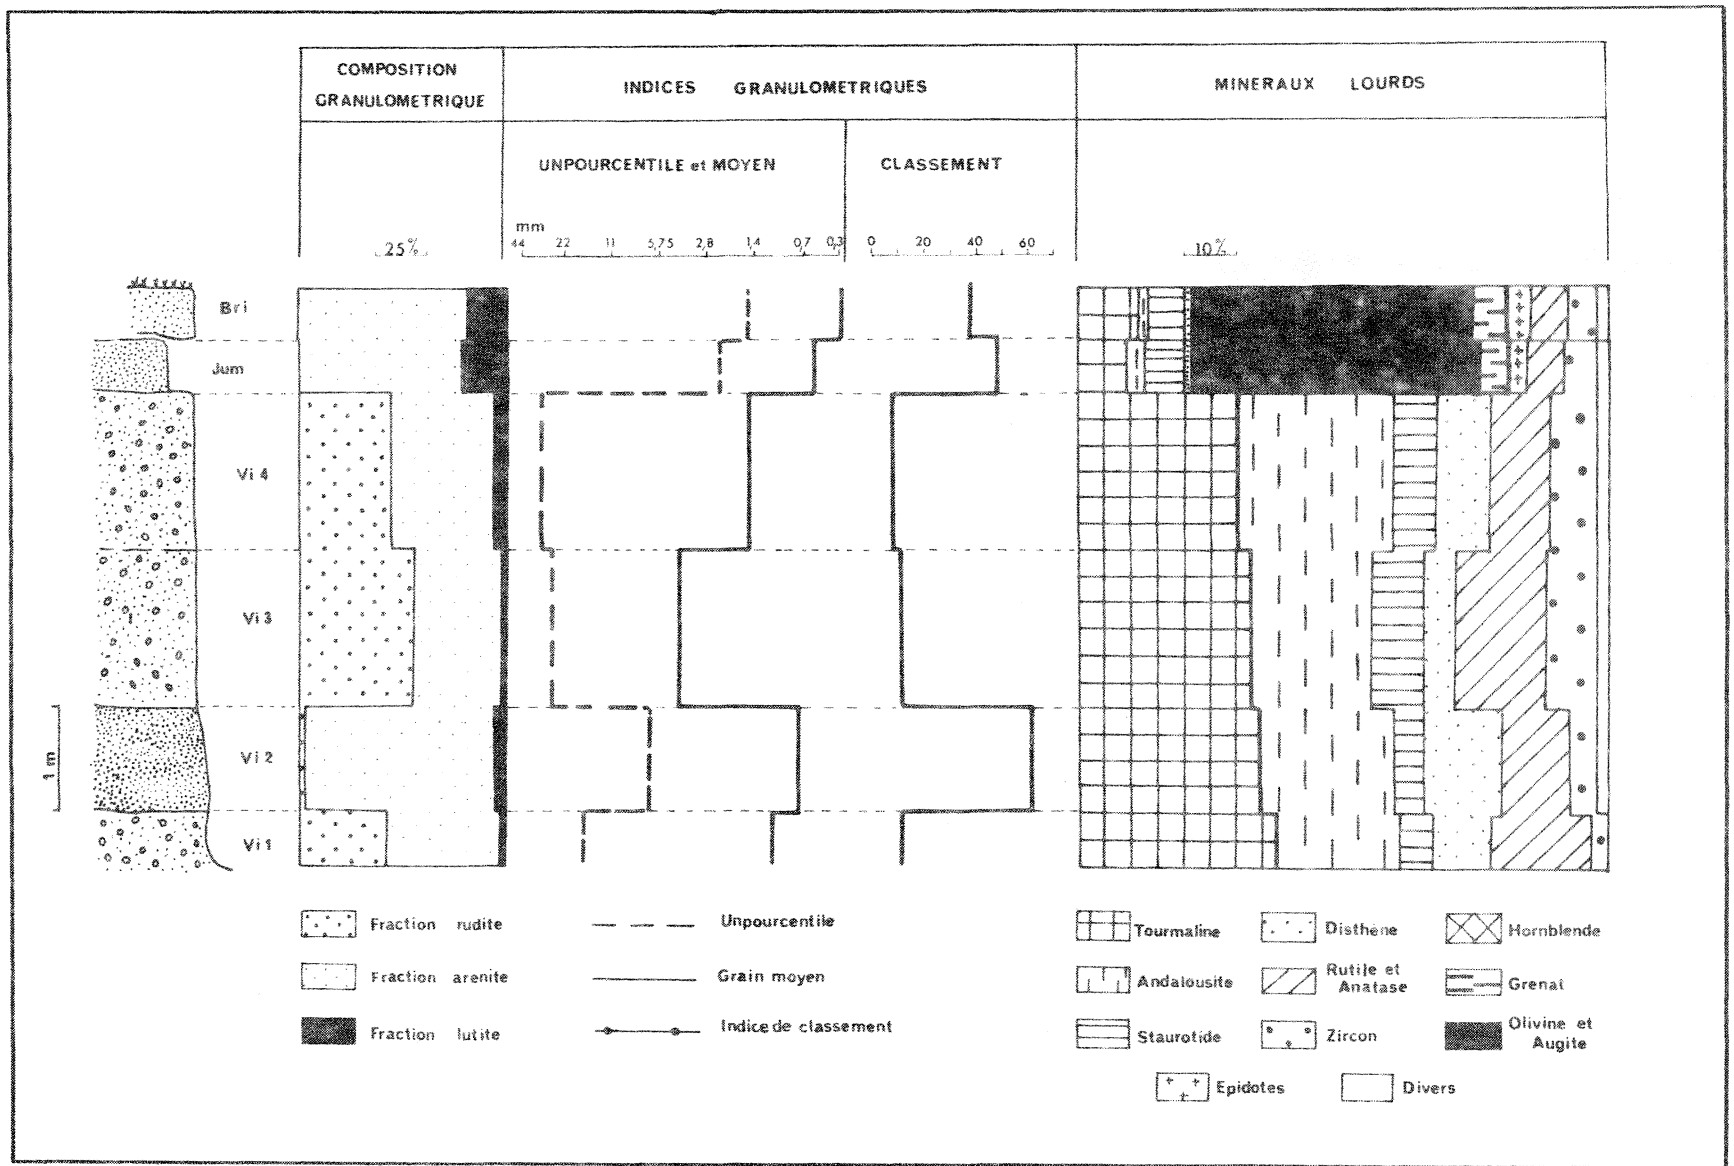 COMPOSITION
GRANULOMETRIQUE
INDICES GRANULOMETRIQUES
MINERAUX LOURDS
UNPOURCENTILE et MOYEN
CLASSEMENT
25%
mm
44 22 11 5,75 2,8 1,4 0,7 0,3
0 20 40 60
10%
Bri
Jum
Vi 4
Vi 3
Vi 2
Vi 1
1 m
Fraction rudite
Fraction arenite
Fraction lutite
Unpourcentile
Grain moyen
Indice de classement
Tourmaline
Andalousite
Staurotide
Disthène
Rutile et
Anatase
Zircon
Hornblende
Grenat
Olivine et
Augite
Epidotes
Divers